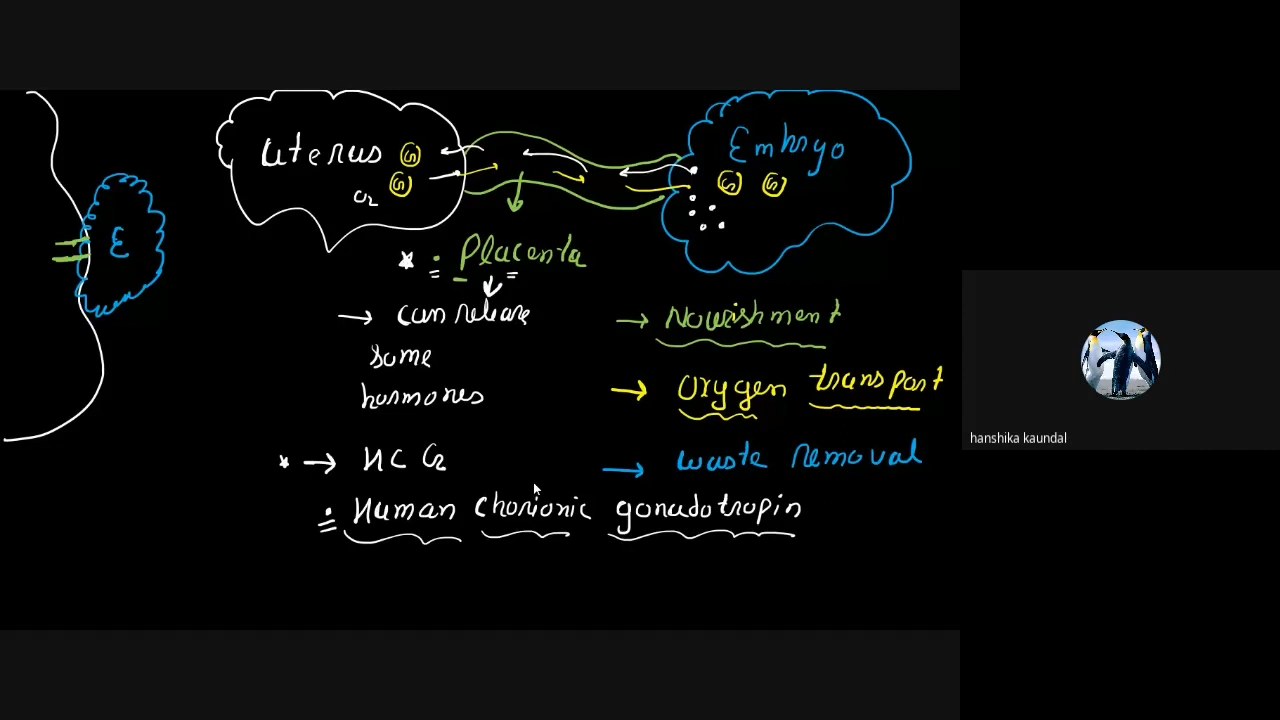 Uterus G
G
O2
Embryo
G G
E
Placenta
→ can release
some
hormones
→ Nourishment
→ Oxygen transport
→ waste removal
* → HCG
Human chorionic gonadotropin
hanshika kaundal